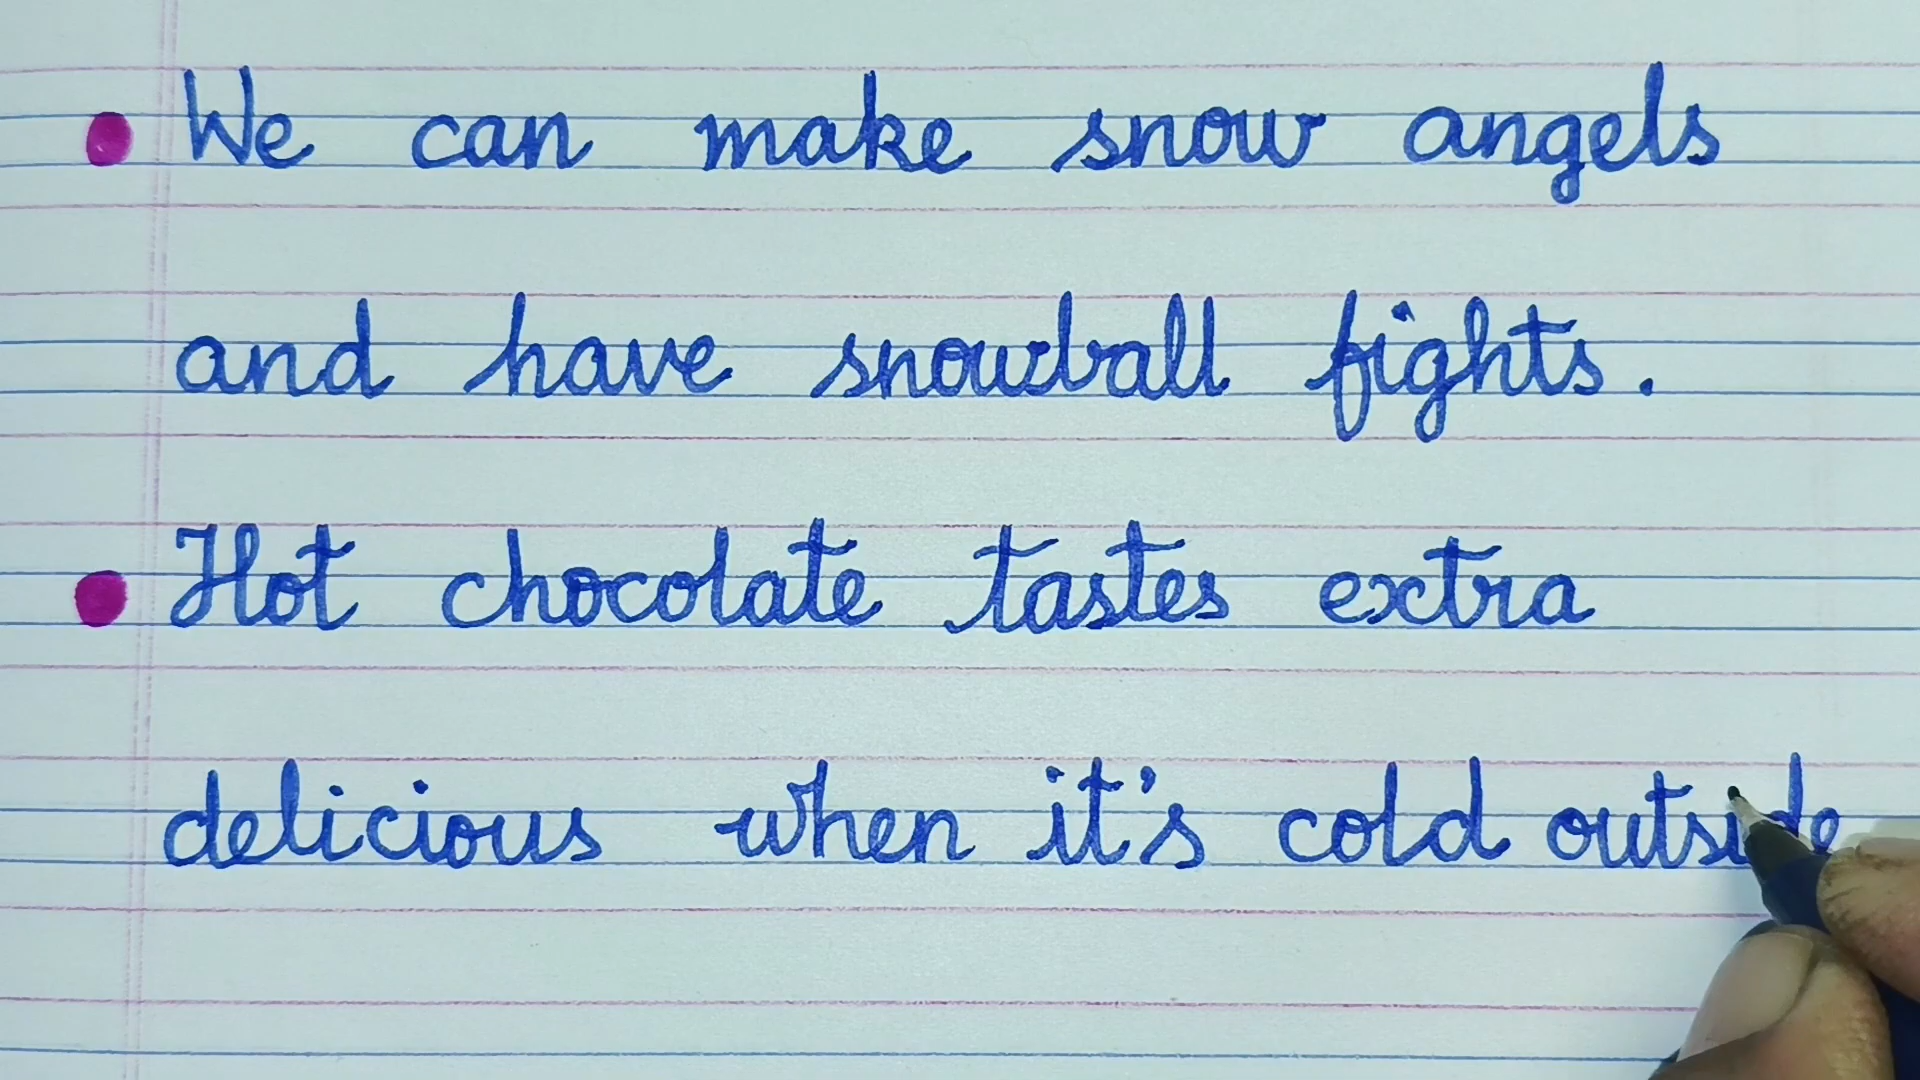 We can make snow angels
and have snowball fights.
Hot chocolate tastes extra
delicious when it's cold outside